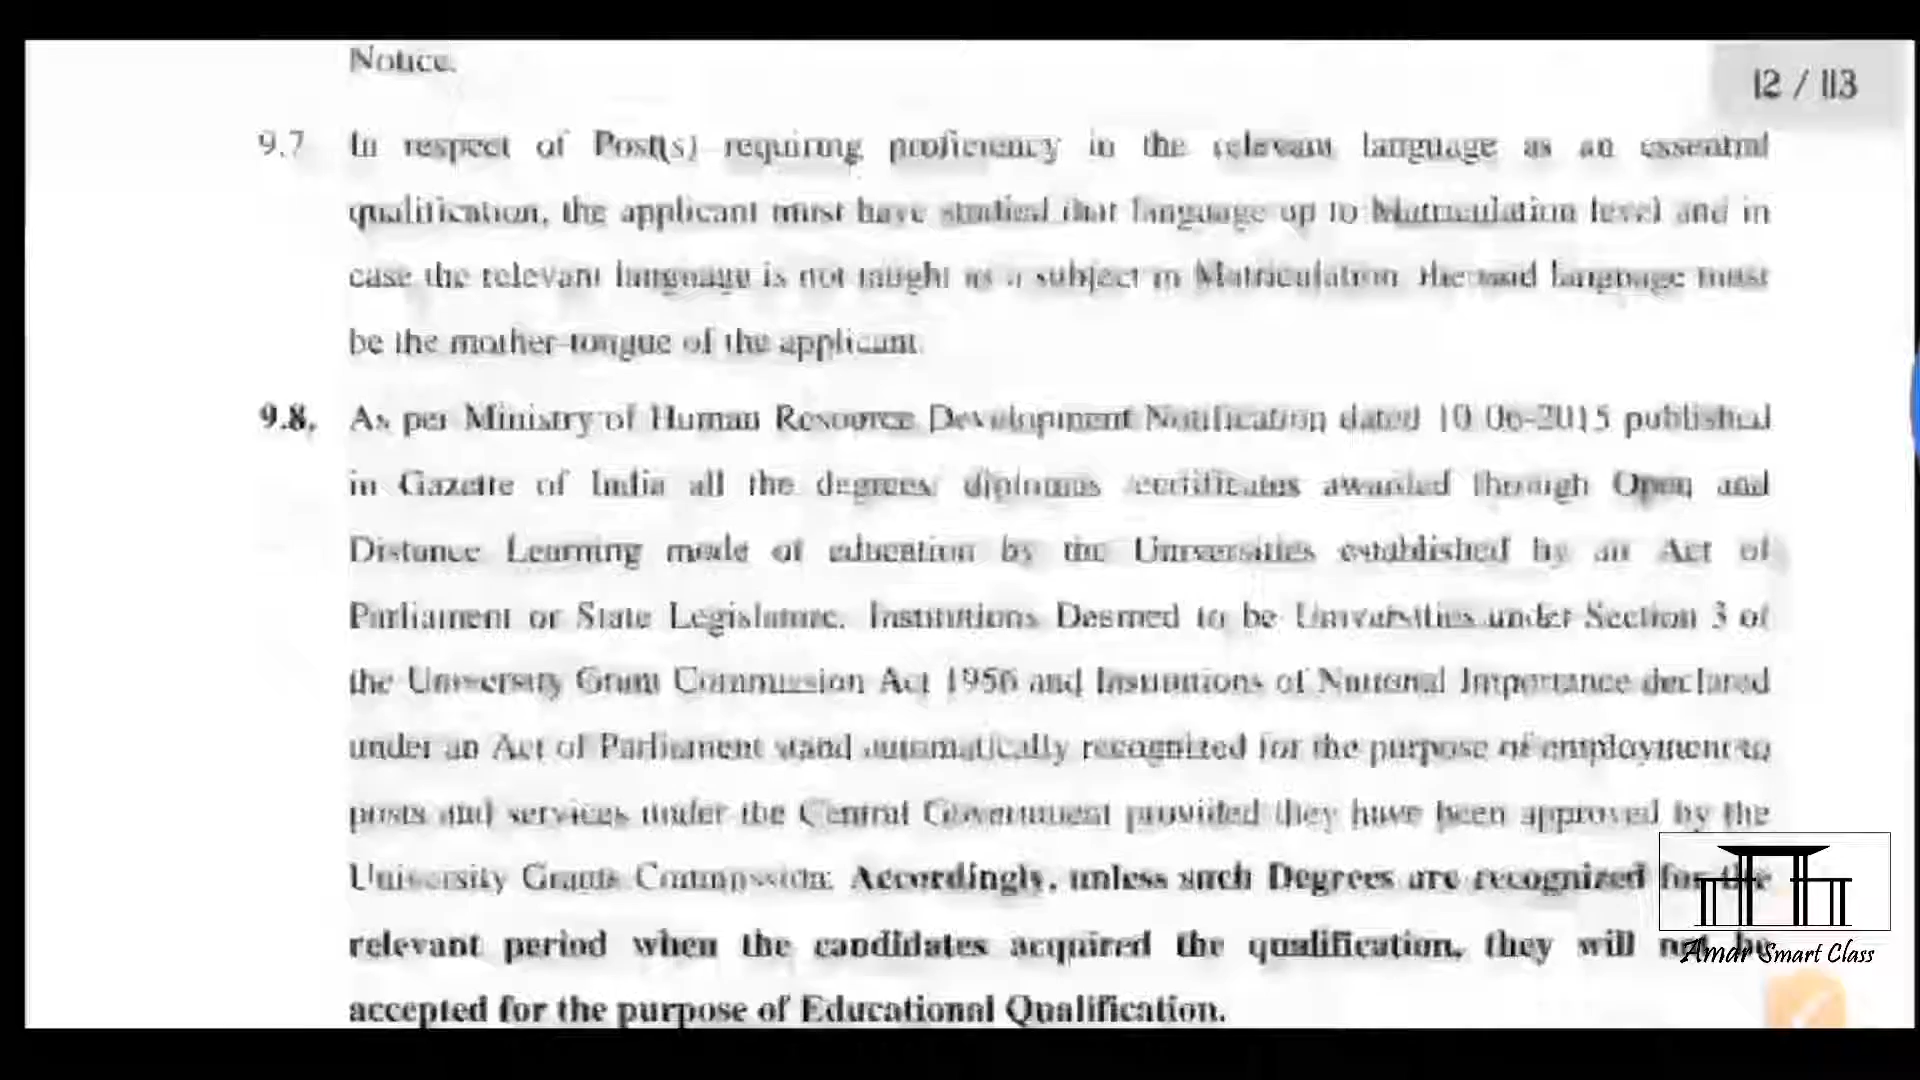 Notice.
12 / 113
9.7 In respect of Post(s) requiring proficiency in the relevant language as an essential
qualification, the applicant must have studied that language up to Matriculation level and in
case the relevant language is not taught as a subject in Matriculation, the said language must
be the mother-tongue of the applicant.
9.8. As per Ministry of Human Resource Development Notification dated 10-06-2015 published
in Gazette of India all the degrees/ diplomas /certificates awarded through Open and
Distance Learning mode of education by the Universities established by an Act of
Parliament or State Legislature, Institutions Deemed to be Universities under Section 3 of
the University Grant Commission Act 1956 and Institutions of National Importance declared
under an Act of Parliament stand automatically recognized for the purpose of employment to
posts and services under the Central Government provided they have been approved by the
University Grants Commission. Accordingly, unless such Degrees are recognized for the
relevant period when the candidates acquired the qualification, they will not be
accepted for the purpose of Educational Qualification.
Amar Smart Class